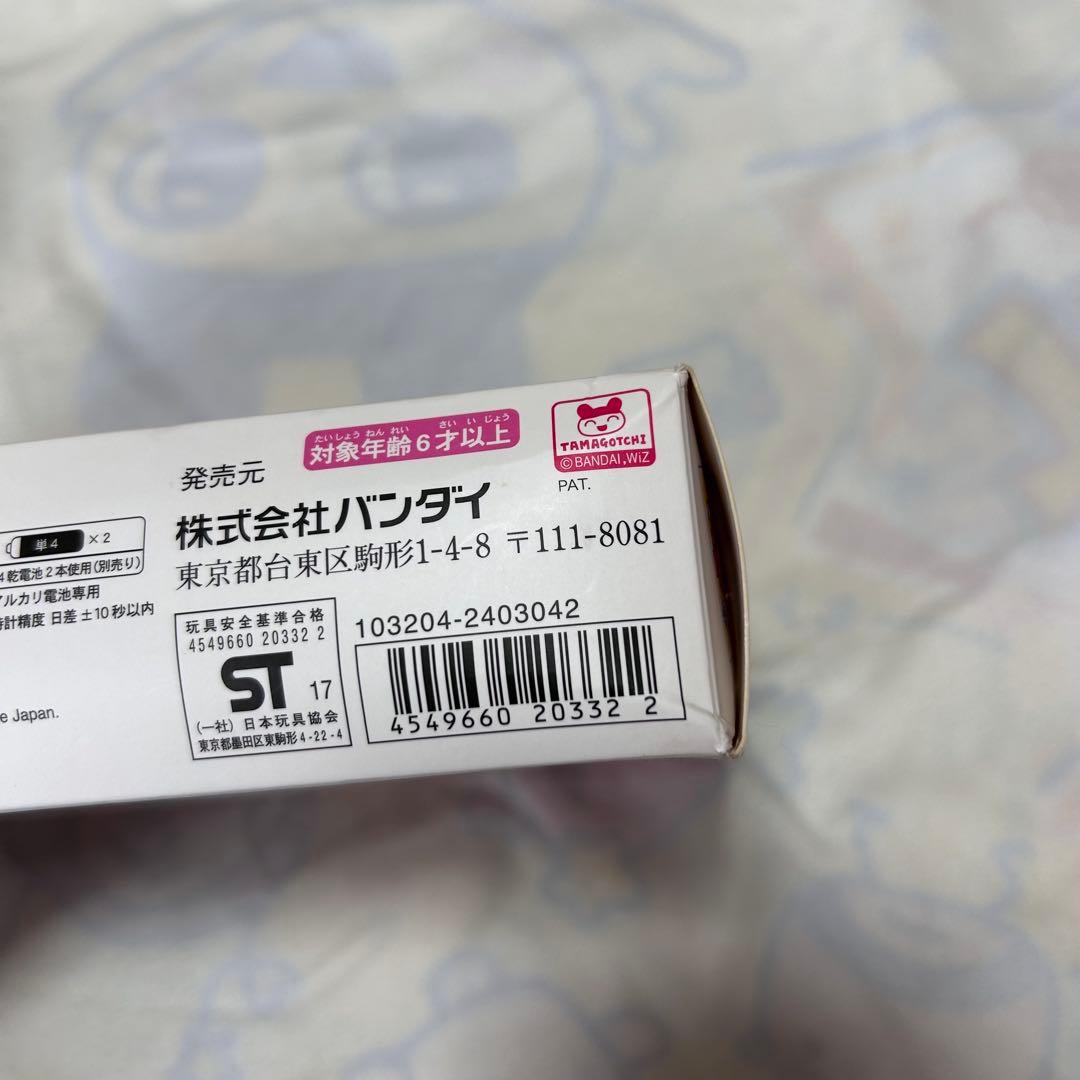 たいしょうねんれい さいいじょう
対象年齢6才以上
TAMAGOTCHI
©BANDAI,WiZ
PAT.
発売元
株式会社バンダイ
東京都台東区駒形1-4-8 〒111-8081
単4 ×2
4乾電池2本使用(別売り)
アルカリ電池専用
時計精度 日差±10秒以内
e Japan.
玩具安全基準合格
4549660 20332 2
ST 17
(一社)日本玩具協会
東京都墨田区東駒形4-22-4
103204-2403042
4549660 20332 2